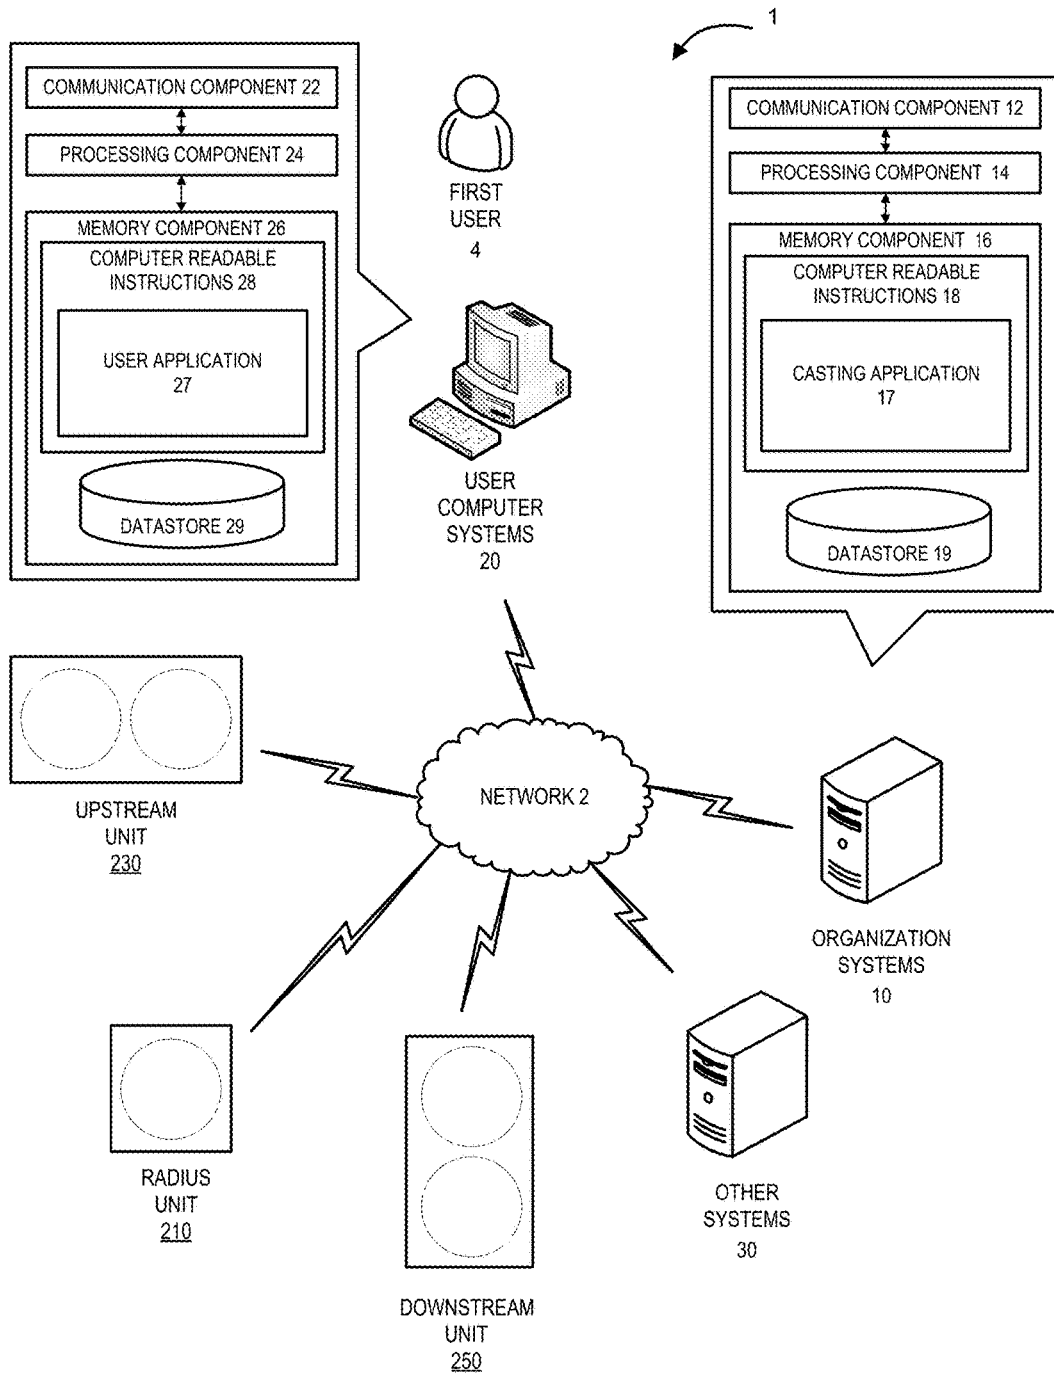 1
COMMUNICATION COMPONENT 22
PROCESSING COMPONENT 24
MEMORY COMPONENT 26
COMPUTER READABLE
INSTRUCTIONS 28
USER APPLICATION
27
DATASTORE 29
FIRST
USER
4
USER
COMPUTER
SYSTEMS
20
COMMUNICATION COMPONENT 12
PROCESSING COMPONENT 14
MEMORY COMPONENT 16
COMPUTER READABLE
INSTRUCTIONS 18
CASTING APPLICATION
17
DATASTORE 19
UPSTREAM
UNIT
230
NETWORK 2
ORGANIZATION
SYSTEMS
10
RADIUS
UNIT
210
DOWNSTREAM
UNIT
250
OTHER
SYSTEMS
30